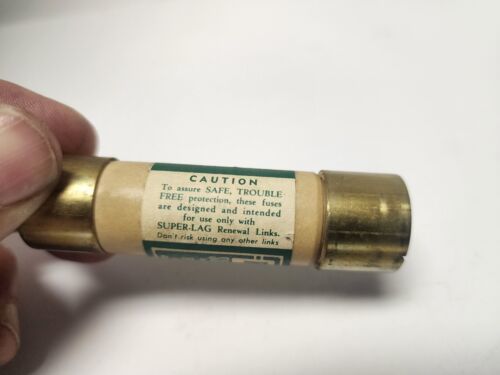 CAUTION
To assure SAFE, TROUBLE
FREE protection, these fuses
are designed and intended
for use only with
SUPER-LAG Renewal Links.
Don't risk using any other links